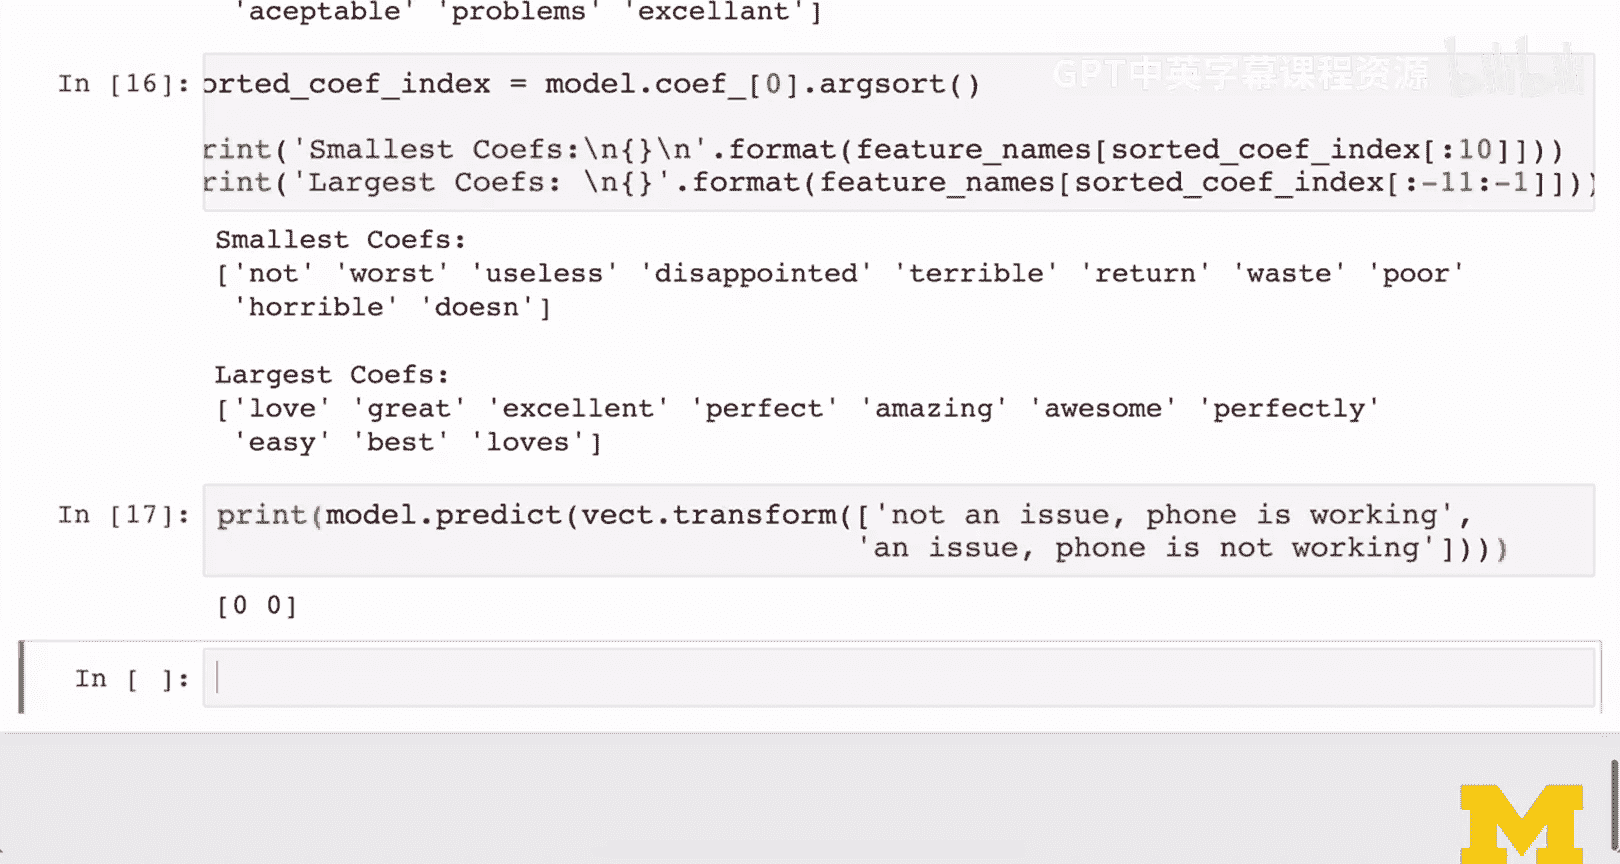 'aceptable' 'problems' 'excellant']
GPT中英字幕课程资源 bilibili
In [16]: orted_coef_index = model.coef_[0].argsort()
rint('Smallest Coefs:\n{}\n'.format(feature_names[sorted_coef_index[:10]]))
rint('Largest Coefs: \n{}'.format(feature_names[sorted_coef_index[:-11:-1]]))
Smallest Coefs:
['not' 'worst' 'useless' 'disappointed' 'terrible' 'return' 'waste' 'poor'
'horrible' 'doesn']
Largest Coefs:
['love' 'great' 'excellent' 'perfect' 'amazing' 'awesome' 'perfectly'
'easy' 'best' 'loves']
In [17]: print(model.predict(vect.transform(['not an issue, phone is working',
'an issue, phone is not working'])))
[0 0]
In [ ]:
M